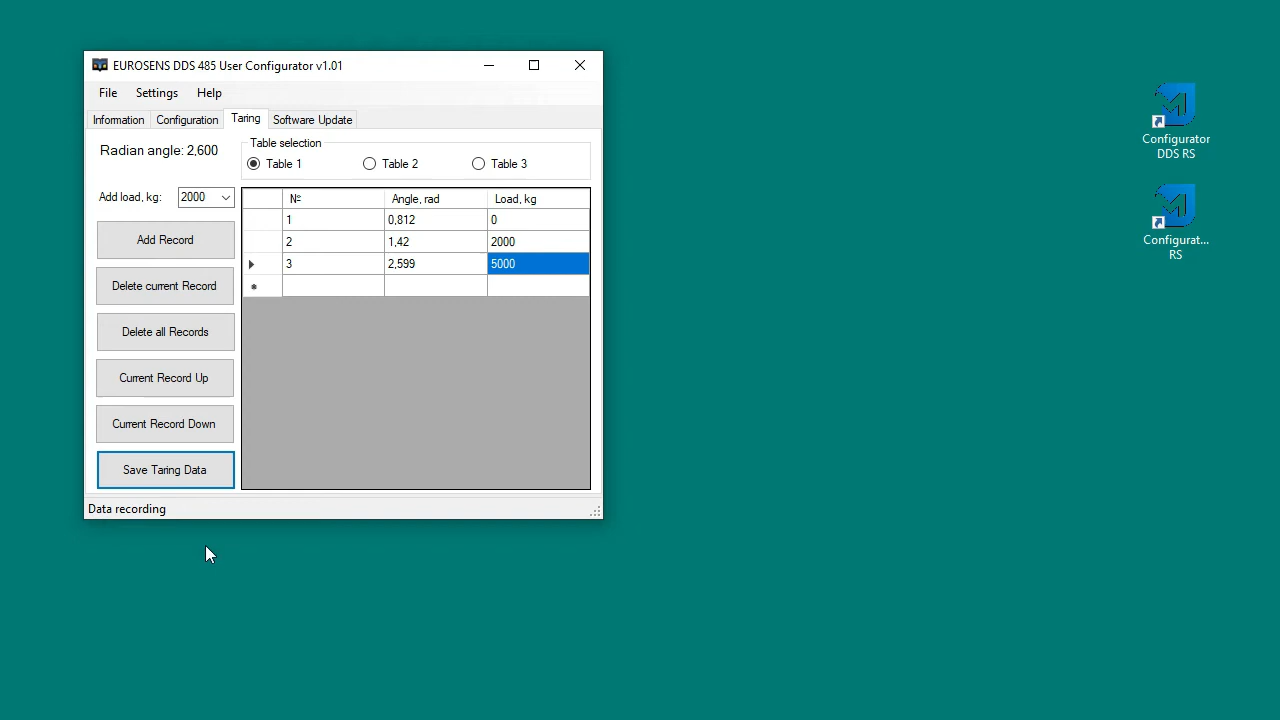 EUROSENS DDS 485 User Configurator v1.01
File Settings Help
Information Configuration Taring Software Update
Radian angle: 2,600
Table selection
Table 1 Table 2 Table 3
Add load, kg: 2000
Add Record
Delete current Record
Delete all Records
Current Record Up
Current Record Down
Save Taring Data
№ Angle, rad Load, kg
1 0,812 0
2 1,42 2000
3 2,599 5000
Data recording
Configurator
DDS RS
Configurat...
RS